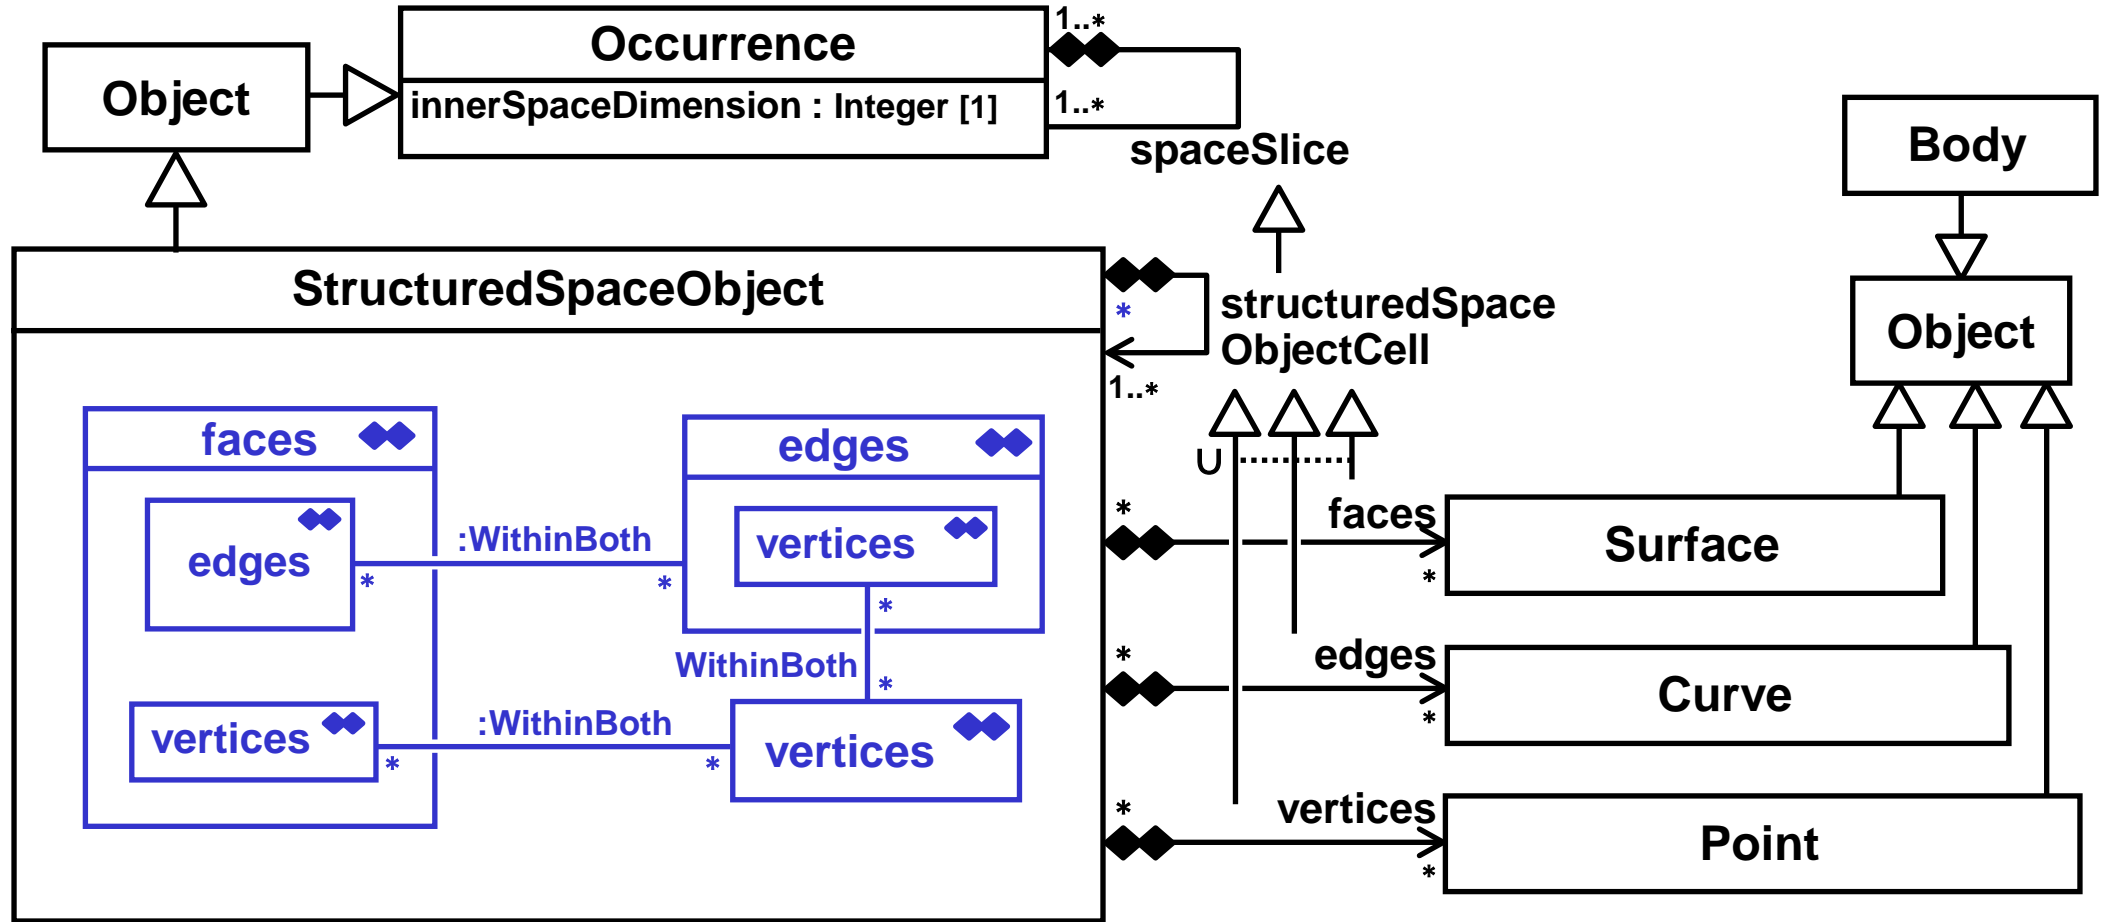 Occurrence
1..*
Object
innerSpaceDimension : Integer [1]
1..*
spaceSlice
Body
StructuredSpaceObject
*
structuredSpace
ObjectCell
1..*
Object
faces
edges
∪
edges
:WithinBoth
*
*
vertices
*
*
faces
*
Surface
WithinBoth
*
*
edges
*
Curve
vertices
:WithinBoth
*
*
vertices
*
vertices
*
Point